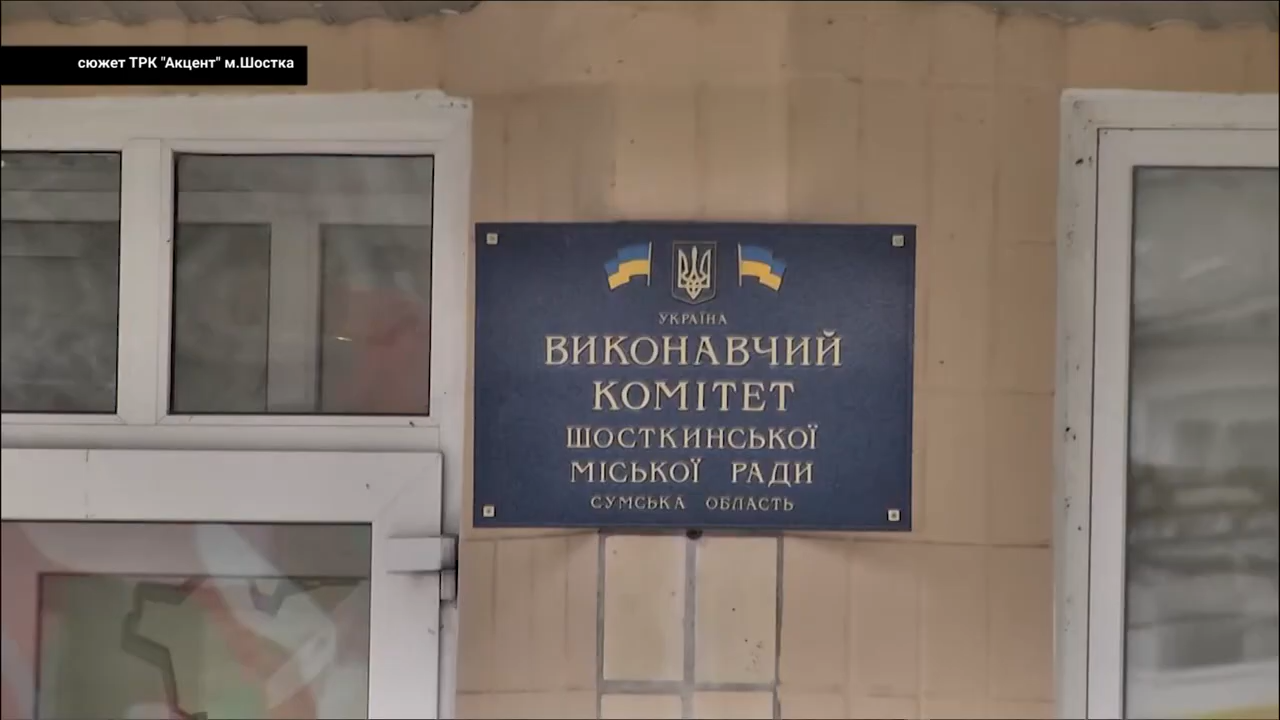 сюжет ТРК "Акцент" м.Шостка
УКРАЇНА
ВИКОНАВЧИЙ
КОМІТЕТ
ШОСТКИНСЬКОЇ
МІСЬКОЇ РАДИ
СУМСЬКА ОБЛАСТЬ